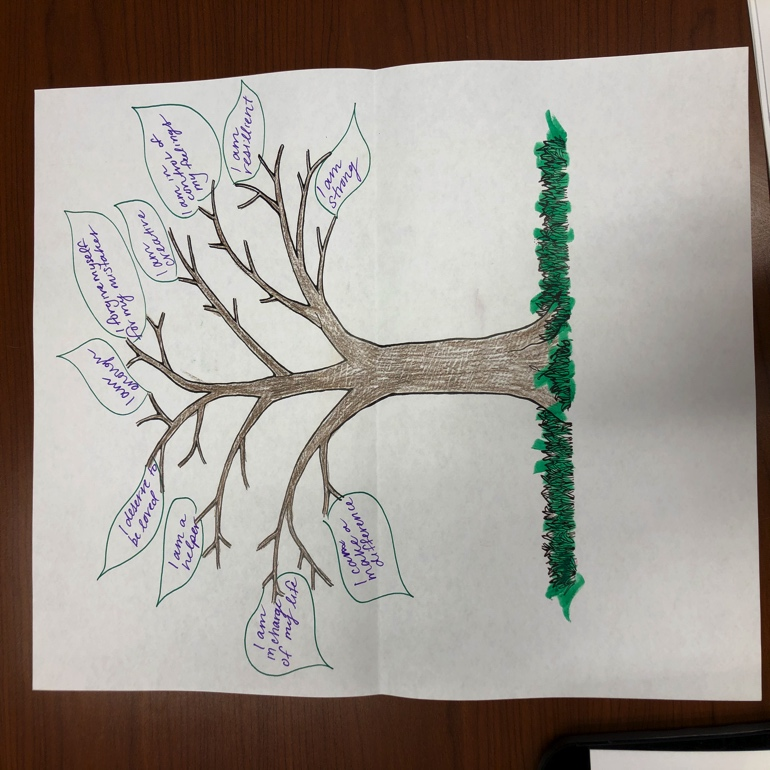 I am
in charge
of my life
I can
make a
difference
I am a
helper
I deserve to
be loved
I am
enough
I forgive myself
for my mistakes
I am
creative
I am in
control of
my feelings
I am
resilient
I am
strong